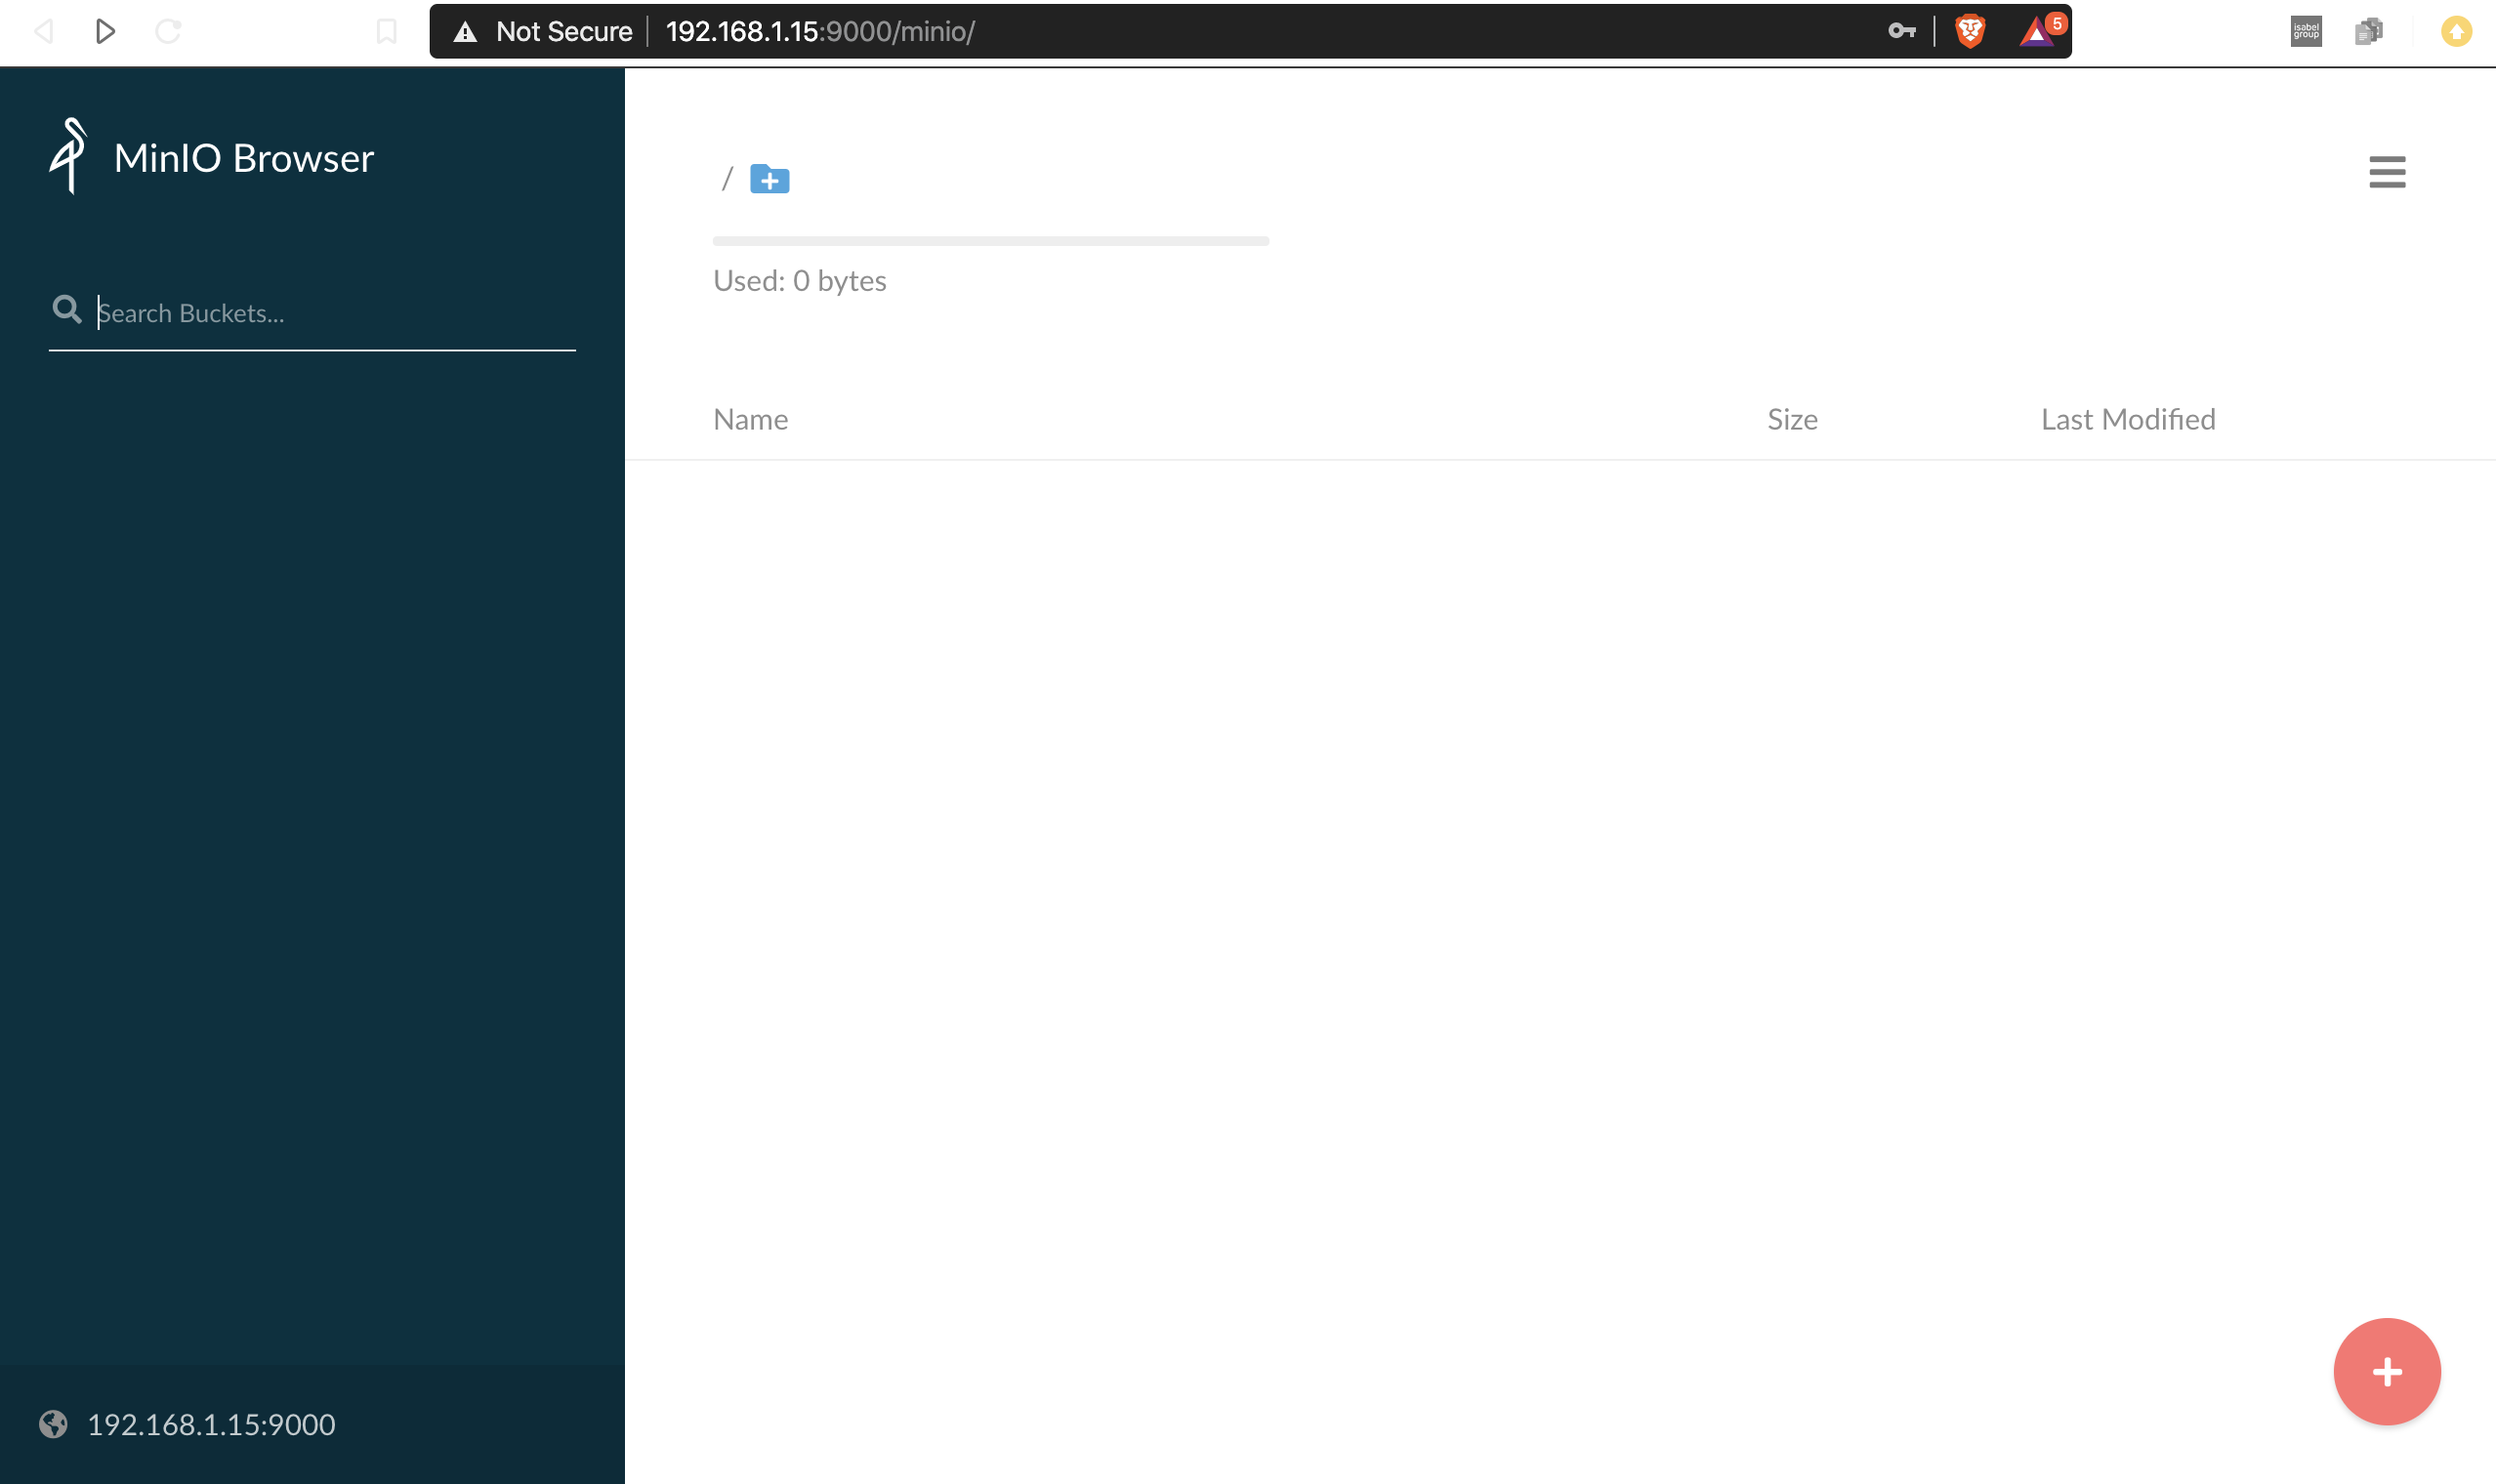 Not Secure
192.168.1.15:9000/minio/
5
isabel
group
MinIO Browser
/
Search Buckets...
Used: 0 bytes
Name Size Last Modified
192.168.1.15:9000